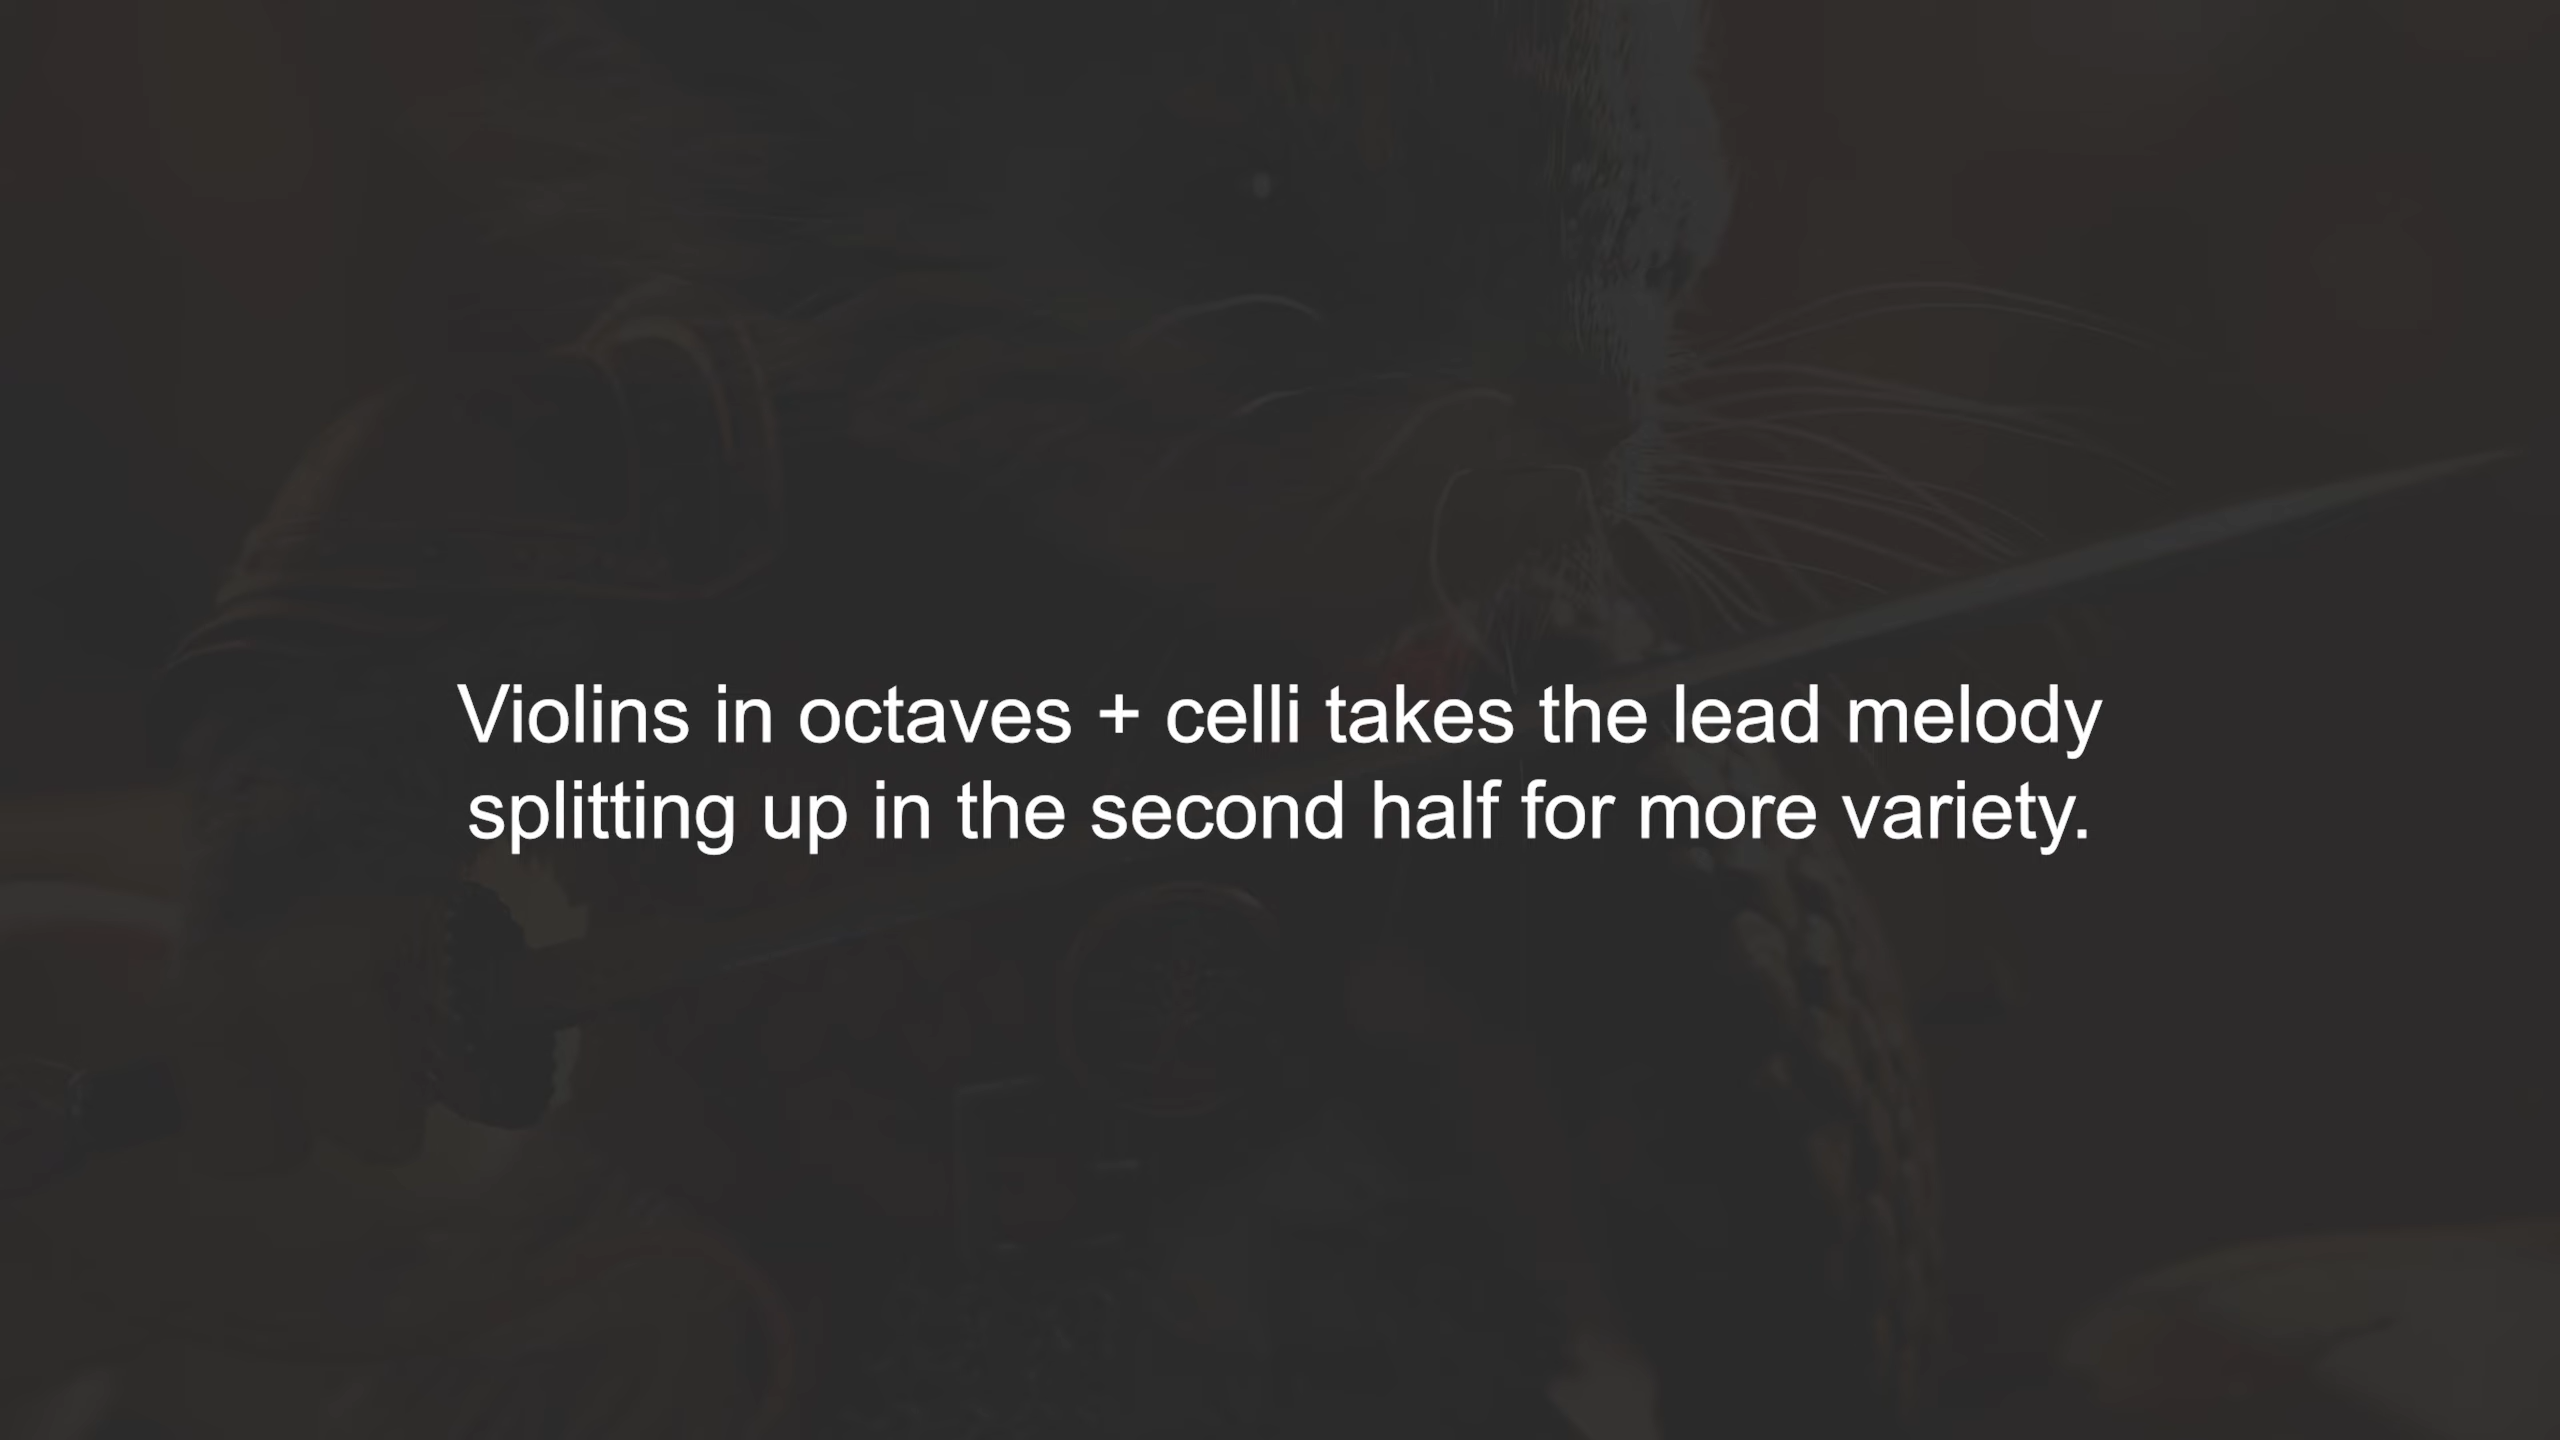 Violins in octaves + celli takes the lead melody
splitting up in the second half for more variety.